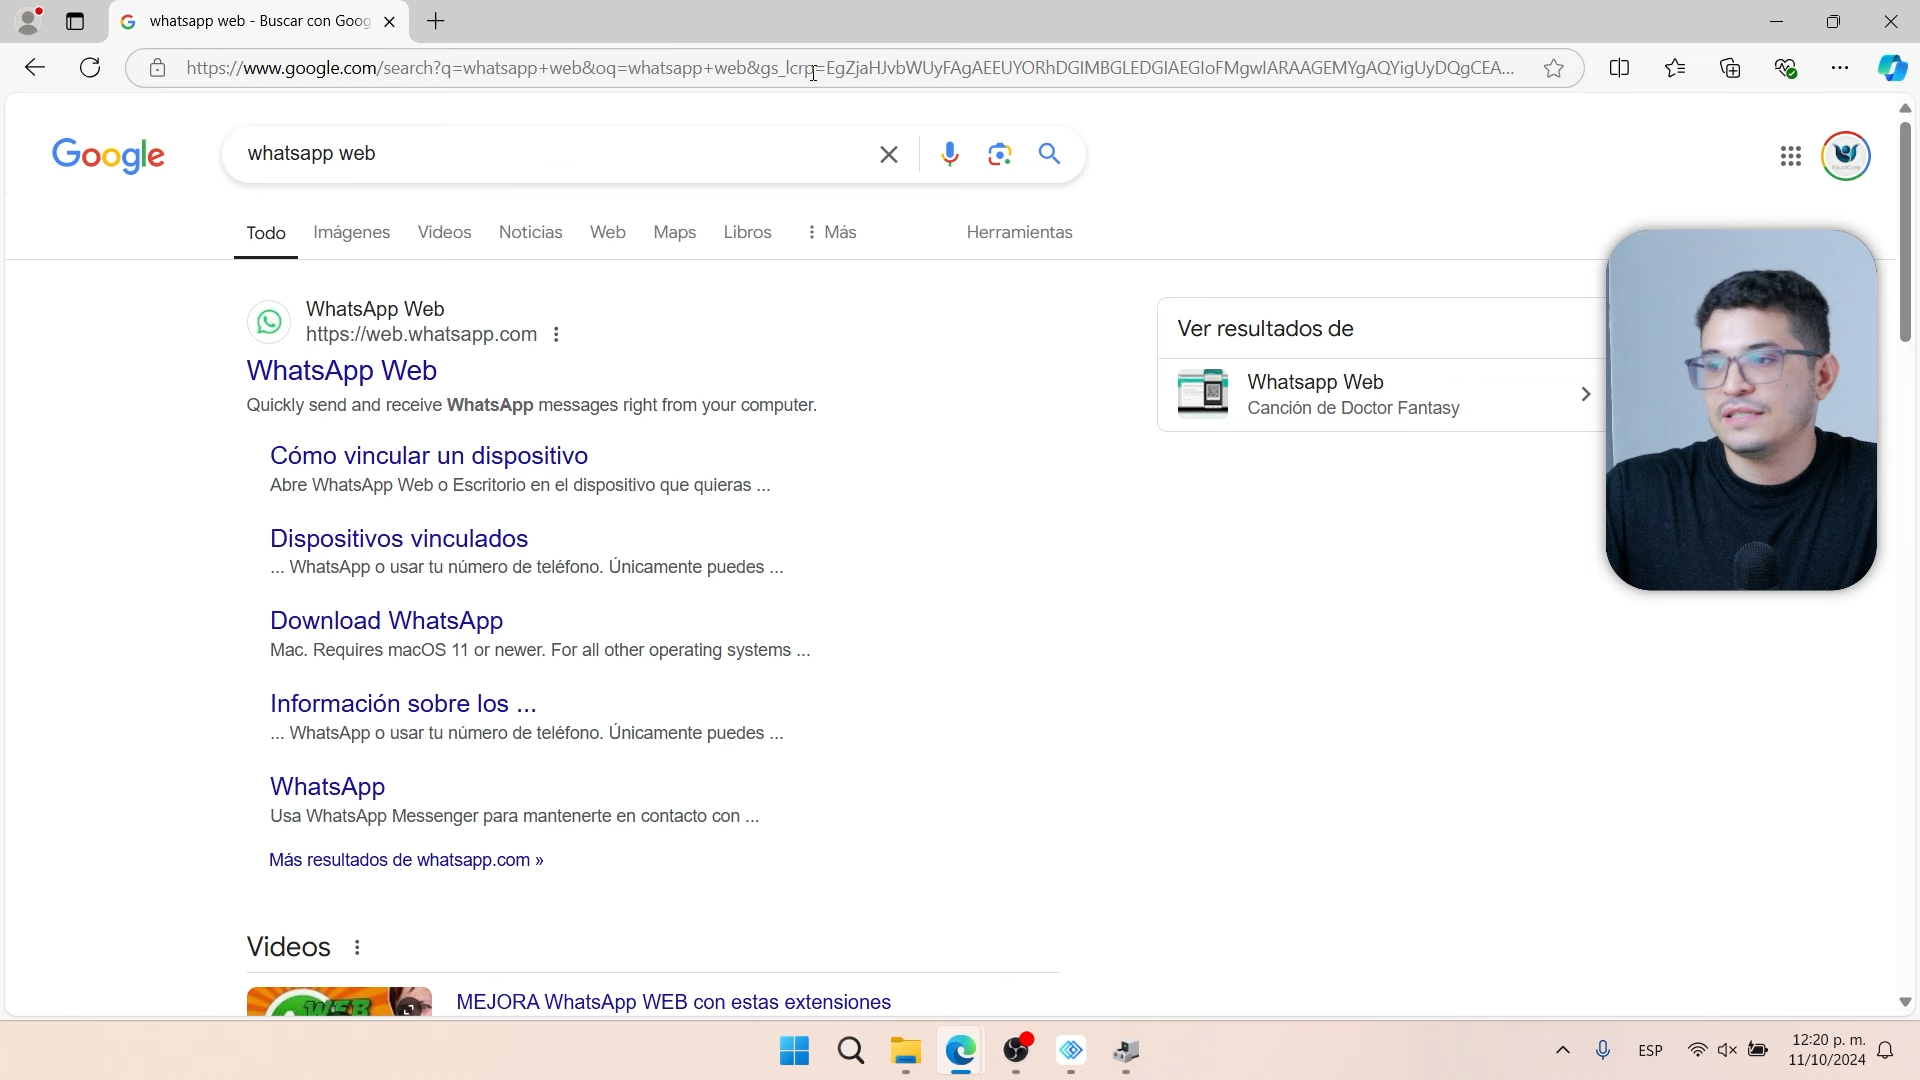 whatsapp web - Buscar con Goog
https://www.google.com/search?q=whatsapp+web&oq=whatsapp+web&gs_lcrp=EgZjaHJvbWUyFAgAEEUYORhDGIMBGLEDGIAEGIoFMgwIARAAGEMYgAQYigUyDQgCEA...
Google
whatsapp web
Todo Imágenes Videos Noticias Web Maps Libros Más Herramientas
WhatsApp Web
https://web.whatsapp.com
WhatsApp Web
Quickly send and receive WhatsApp messages right from your computer.
Cómo vincular un dispositivo
Abre WhatsApp Web o Escritorio en el dispositivo que quieras ...
Dispositivos vinculados
... WhatsApp o usar tu número de teléfono. Únicamente puedes ...
Download WhatsApp
Mac. Requires macOS 11 or newer. For all other operating systems ...
Información sobre los ...
... WhatsApp o usar tu número de teléfono. Únicamente puedes ...
WhatsApp
Usa WhatsApp Messenger para mantenerte en contacto con ...
Más resultados de whatsapp.com »
Ver resultados de
Whatsapp Web
Canción de Doctor Fantasy
Videos
WEB
MEJORA WhatsApp WEB con estas extensiones
ESP
12:20 p. m.
11/10/2024